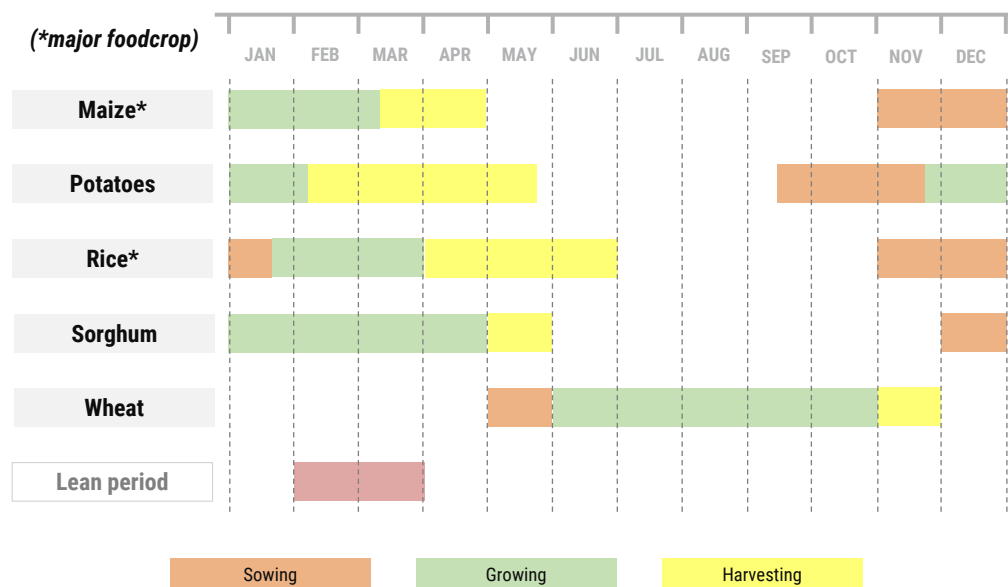 (*major foodcrop)
JAN FEB MAR APR MAY JUN JUL AUG SEP OCT NOV DEC
Maize*
Potatoes
Rice*
Sorghum
Wheat
Lean period
Sowing Growing Harvesting